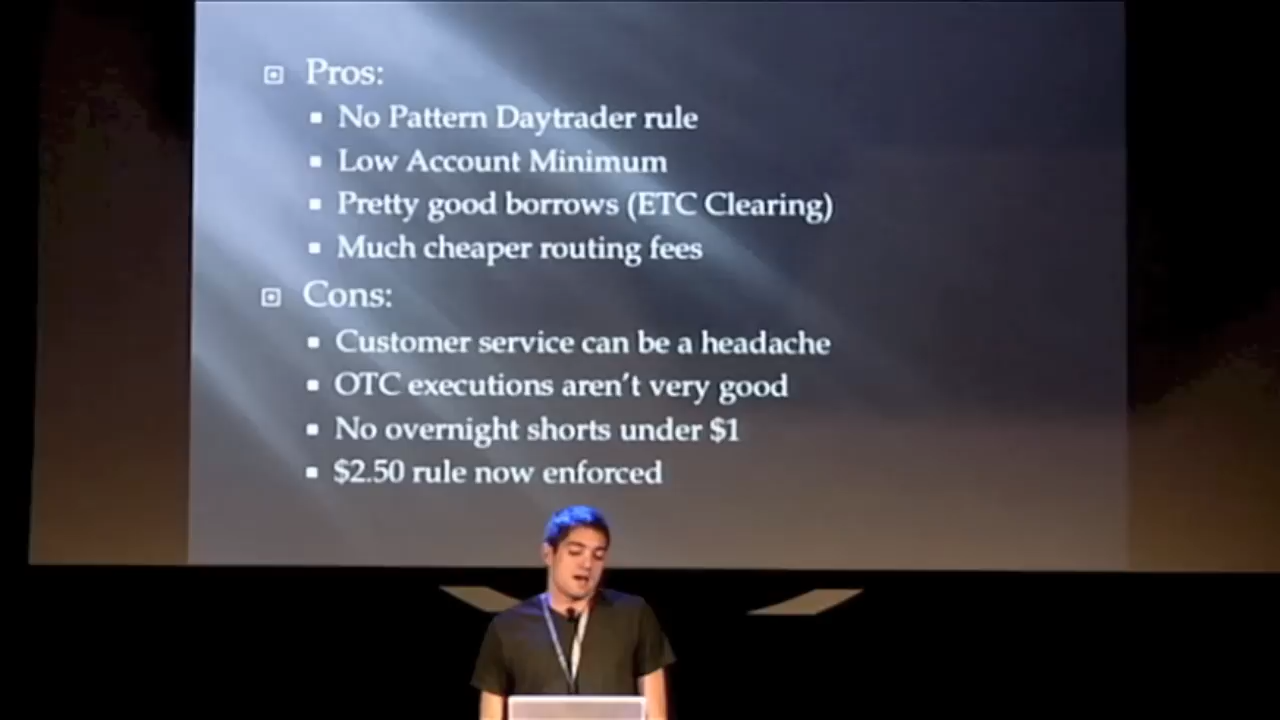 Pros:
No Pattern Daytrader rule
Low Account Minimum
Pretty good borrows (ETC Clearing)
Much cheaper routing fees
Cons:
Customer service can be a headache
OTC executions aren't very good
No overnight shorts under $1
$2.50 rule now enforced